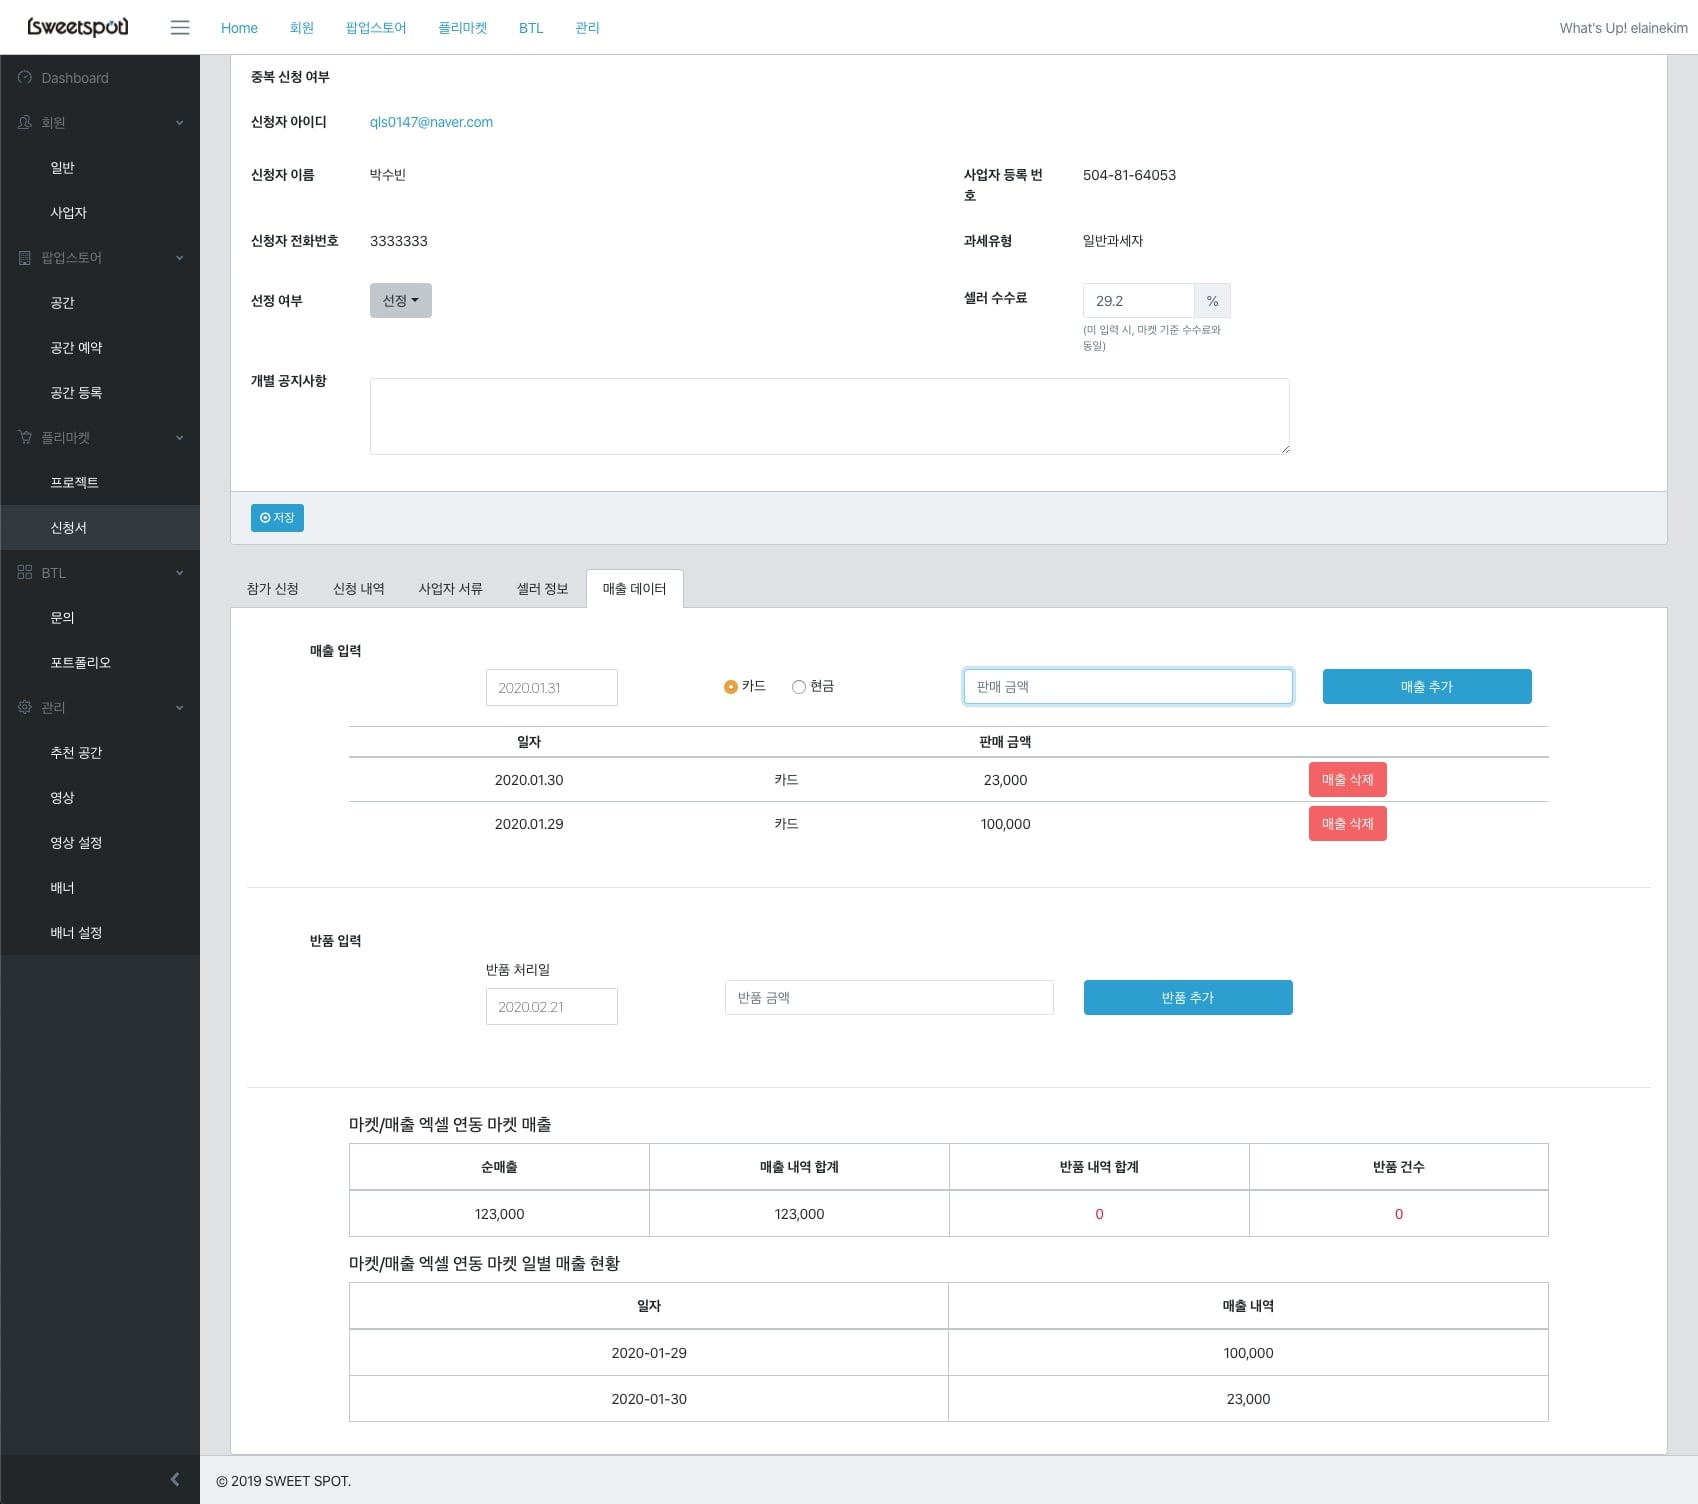 sweetspot
Home 회원 팝업스토어 플리마켓 BTL 관리
What's Up! elainekim
Dashboard
회원
일반
사업자
팝업스토어
공간
공간 예약
공간 등록
플리마켓
프로젝트
신청서
BTL
문의
포트폴리오
관리
추천 공간
영상
영상 설정
배너
배너 설정
중복 신청 여부
신청자 아이디 qls0147@naver.com
신청자 이름 박수빈
사업자 등록 번
호
504-81-64053
신청자 전화번호 3333333
과세유형 일반과세자
선정 여부 선정
셀러 수수료 29.2 %
(미 입력 시, 마켓 기준 수수료와
동일)
개별 공지사항
저장
참가 신청 신청 내역 사업자 서류 셀러 정보 매출 데이터
매출 입력
2020.01.31 카드 현금 판매 금액 매출 추가
일자 판매 금액
2020.01.30 카드 23,000 매출 삭제
2020.01.29 카드 100,000 매출 삭제
반품 입력
반품 처리일
2020.02.21 반품 금액 반품 추가
마켓/매출 엑셀 연동 마켓 매출
순매출 매출 내역 합계 반품 내역 합계 반품 건수
123,000 123,000 0 0
마켓/매출 엑셀 연동 마켓 일별 매출 현황
일자 매출 내역
2020-01-29 100,000
2020-01-30 23,000
© 2019 SWEET SPOT.